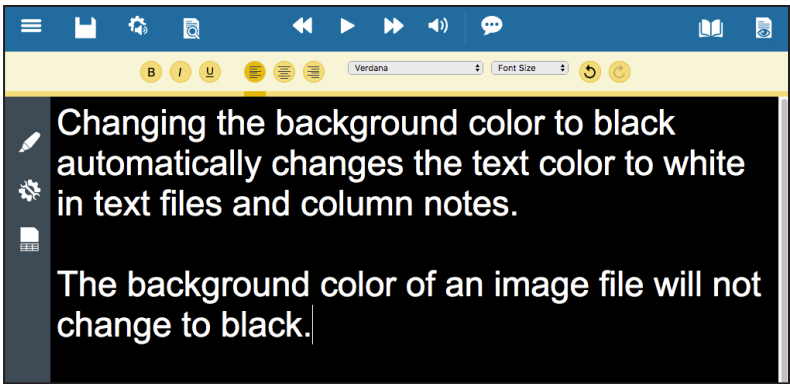 B I U Verdana Font Size
Changing the background color to black
automatically changes the text color to white
in text files and column notes.
The background color of an image file will not
change to black.